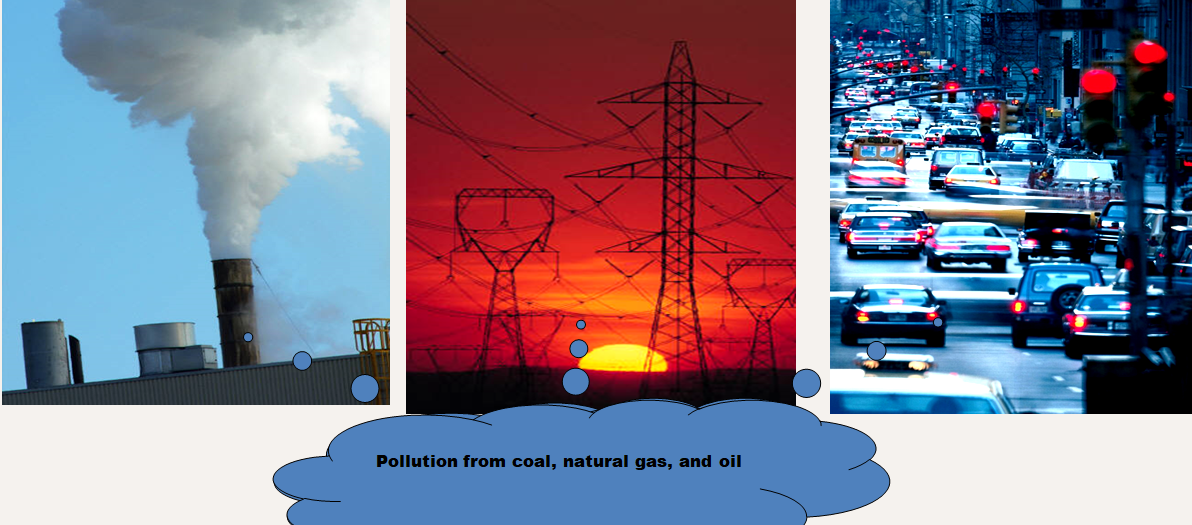 Pollution from coal, natural gas, and oil